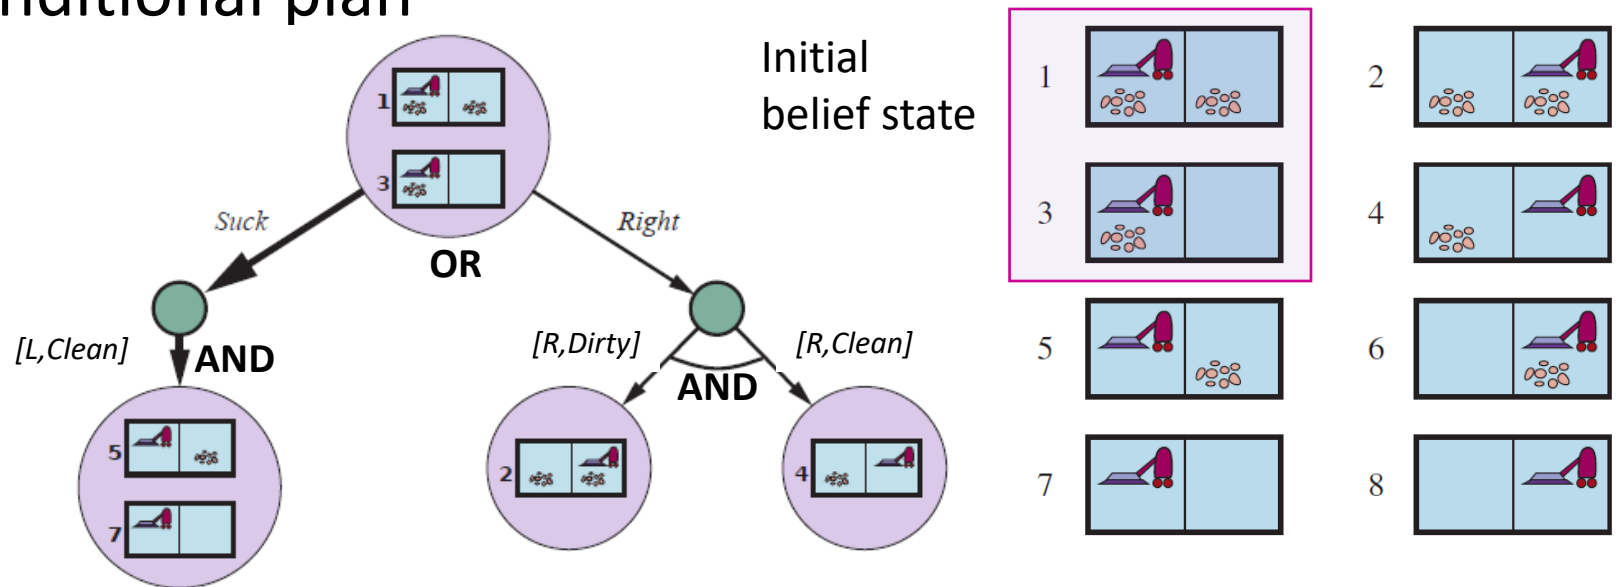 nditional plan
Initial
belief state
1
3
Suck
Right
OR
[L,Clean]
AND
[R,Dirty]
[R,Clean]
AND
5
7
2
4
1
2
3
4
5
6
7
8